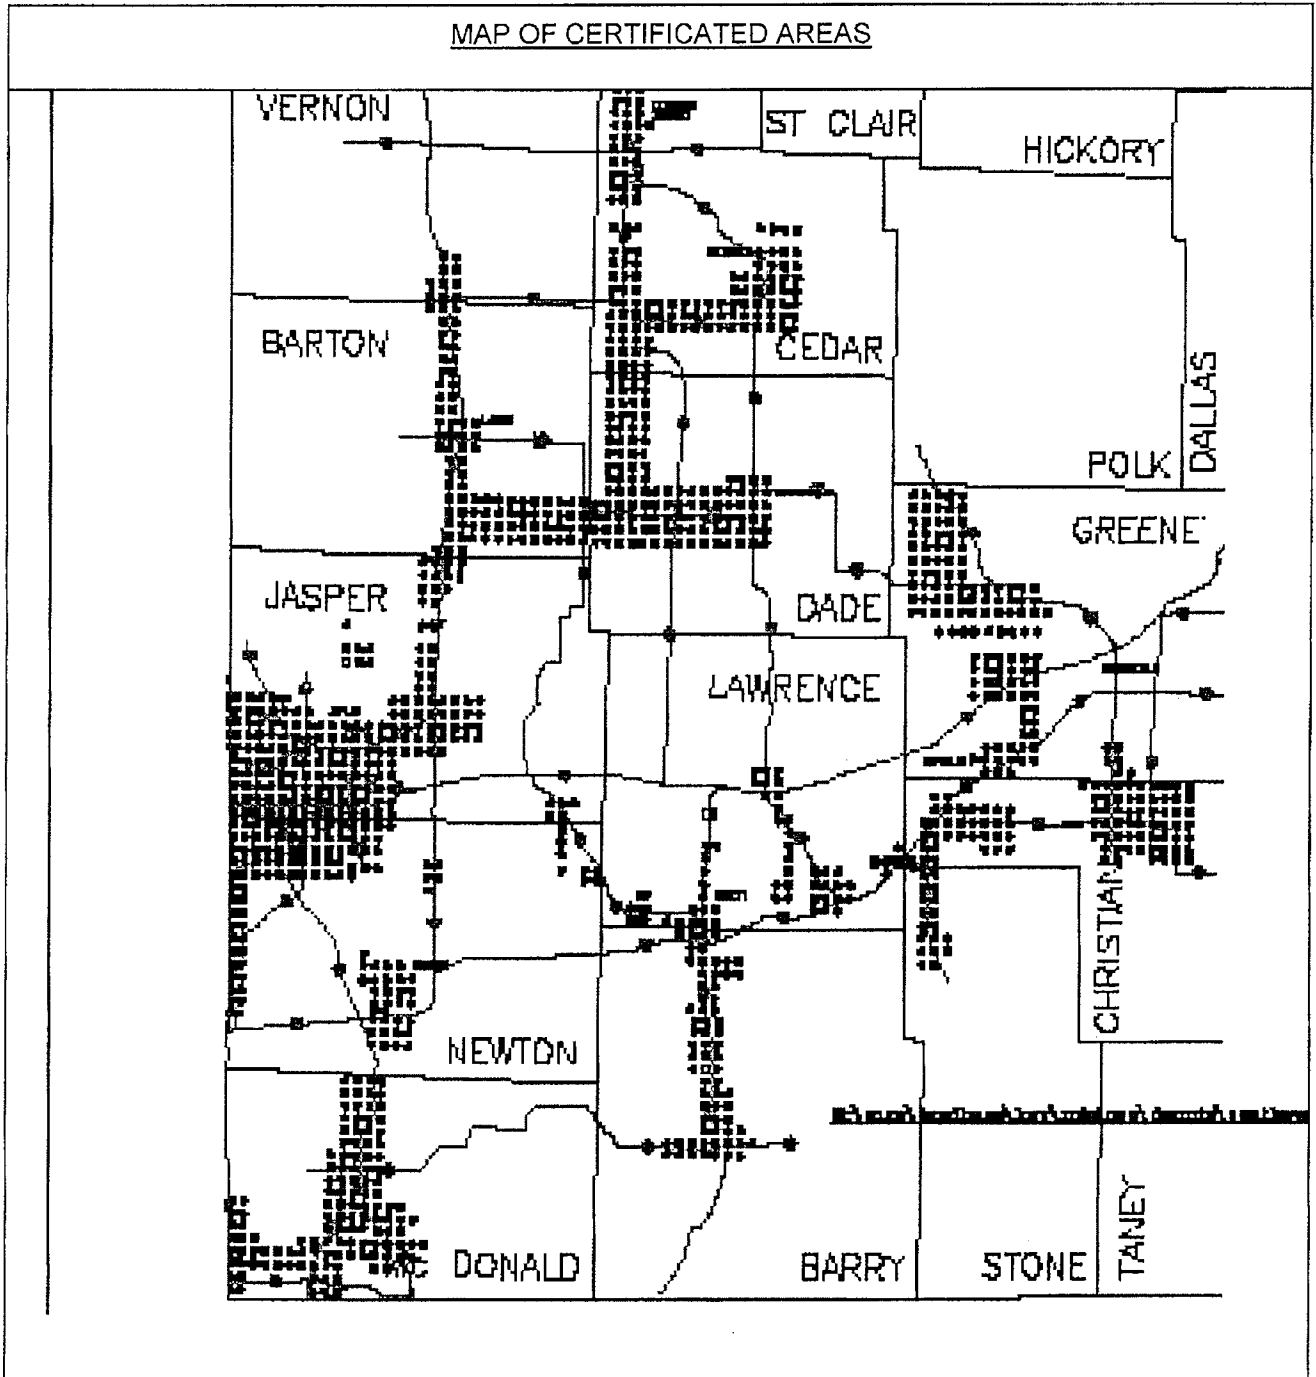 MAP OF CERTIFICATED AREAS
VERNON
ST CLAIR
HICKORY
BARTON
CEDAR
DALLAS
POLK
GREENE
JASPER
DADE
LAWRENCE
CHRISTIAN
NEWTON
TANEY
DONALD
BARRY
STONE